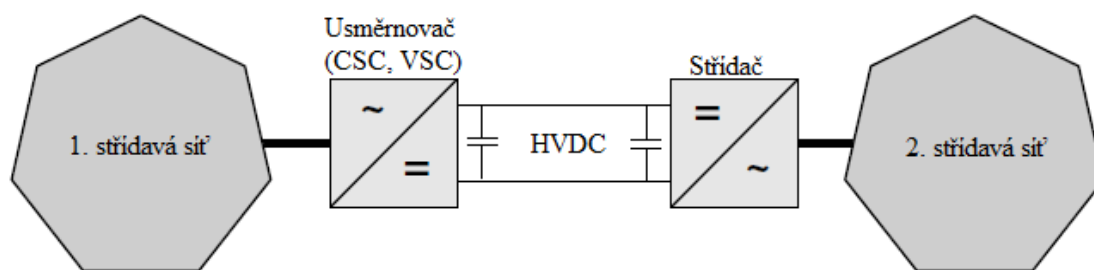 Usměrnovač
(CSC, VSC)
Střídač
~
=
=
~
1. střídavá síť
HVDC
2. střídavá síť